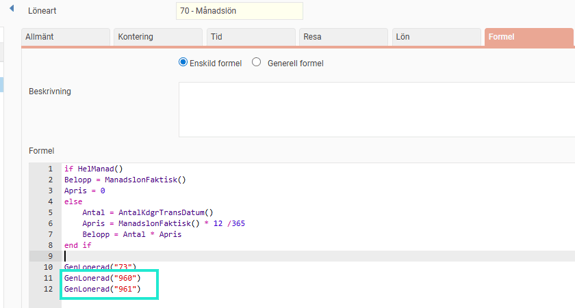 Löneart 70 - Månadslön
Allmänt Kontering Tid Resa Lön Formel
Enskild formel Generell formel
Beskrivning
Formel
1 if HelManad()
2 Belopp = ManadslonFaktisk()
3 Apris = 0
4 else
5 Antal = AntalKdgrTransDatum()
6 Apris = ManadslonFaktisk() * 12 /365
7 Belopp = Antal * Apris
8 end if
9
10 GenLonerad("73")
11 GenLonerad("960")
12 GenLonerad("961")